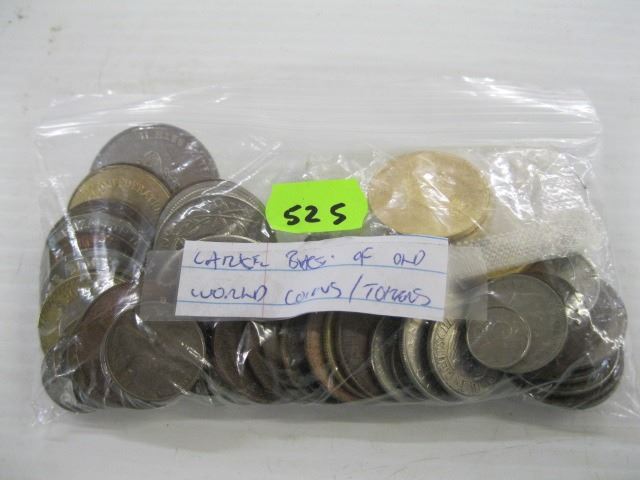 525
LARGE BAG OF OLD
WORLD COINS / TOKENS